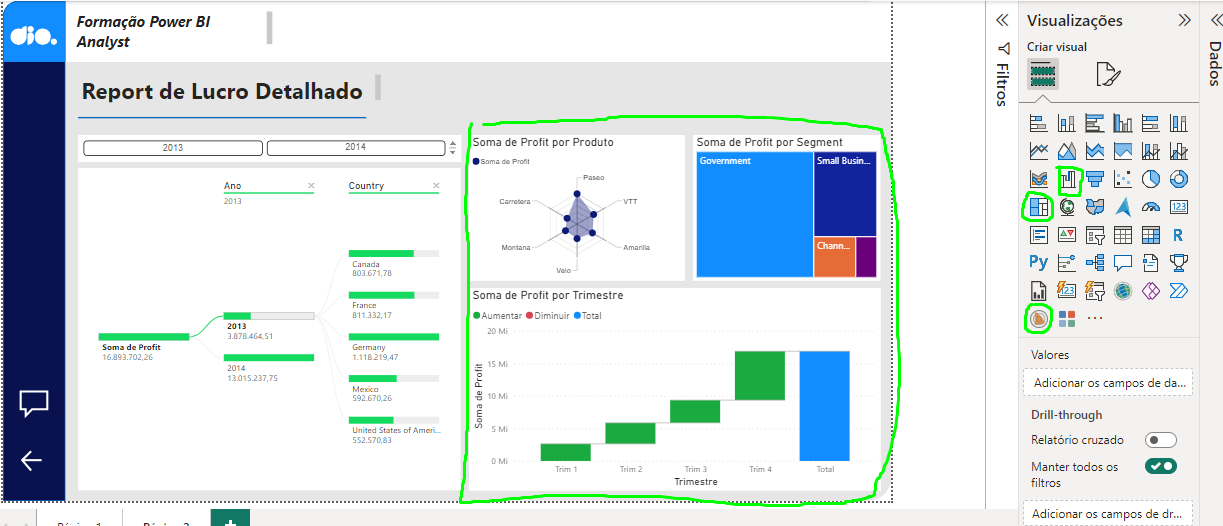 dio.
Formação Power BI
Analyst
Report de Lucro Detalhado
2013
2014
Ano
2013
Country
Soma de Profit
16.893.702,26
2013
3.878.464,51
2014
13.015.237,75
Canada
803.671,78
France
811.332,17
Germany
1.118.219,47
Mexico
592.670,26
United States of Ameri...
552.570,83
Soma de Profit por Produto
Soma de Profit
Paseo
VTT
Amarilla
Velo
Montana
Carretera
Soma de Profit por Segment
Government
Small Busin...
Chann...
Soma de Profit por Trimestre
Aumentar
Diminuir
Total
Soma de Profit
20 Mi
15 Mi
10 Mi
5 Mi
0 Mi
Trim 1
Trim 2
Trim 3
Trim 4
Total
Trimestre
Filtros
Visualizações
Criar visual
123
R
Py
123
Valores
Adicionar os campos de da...
Drill-through
Relatório cruzado
Manter todos os
filtros
Adicionar os campos de dr...
Dados